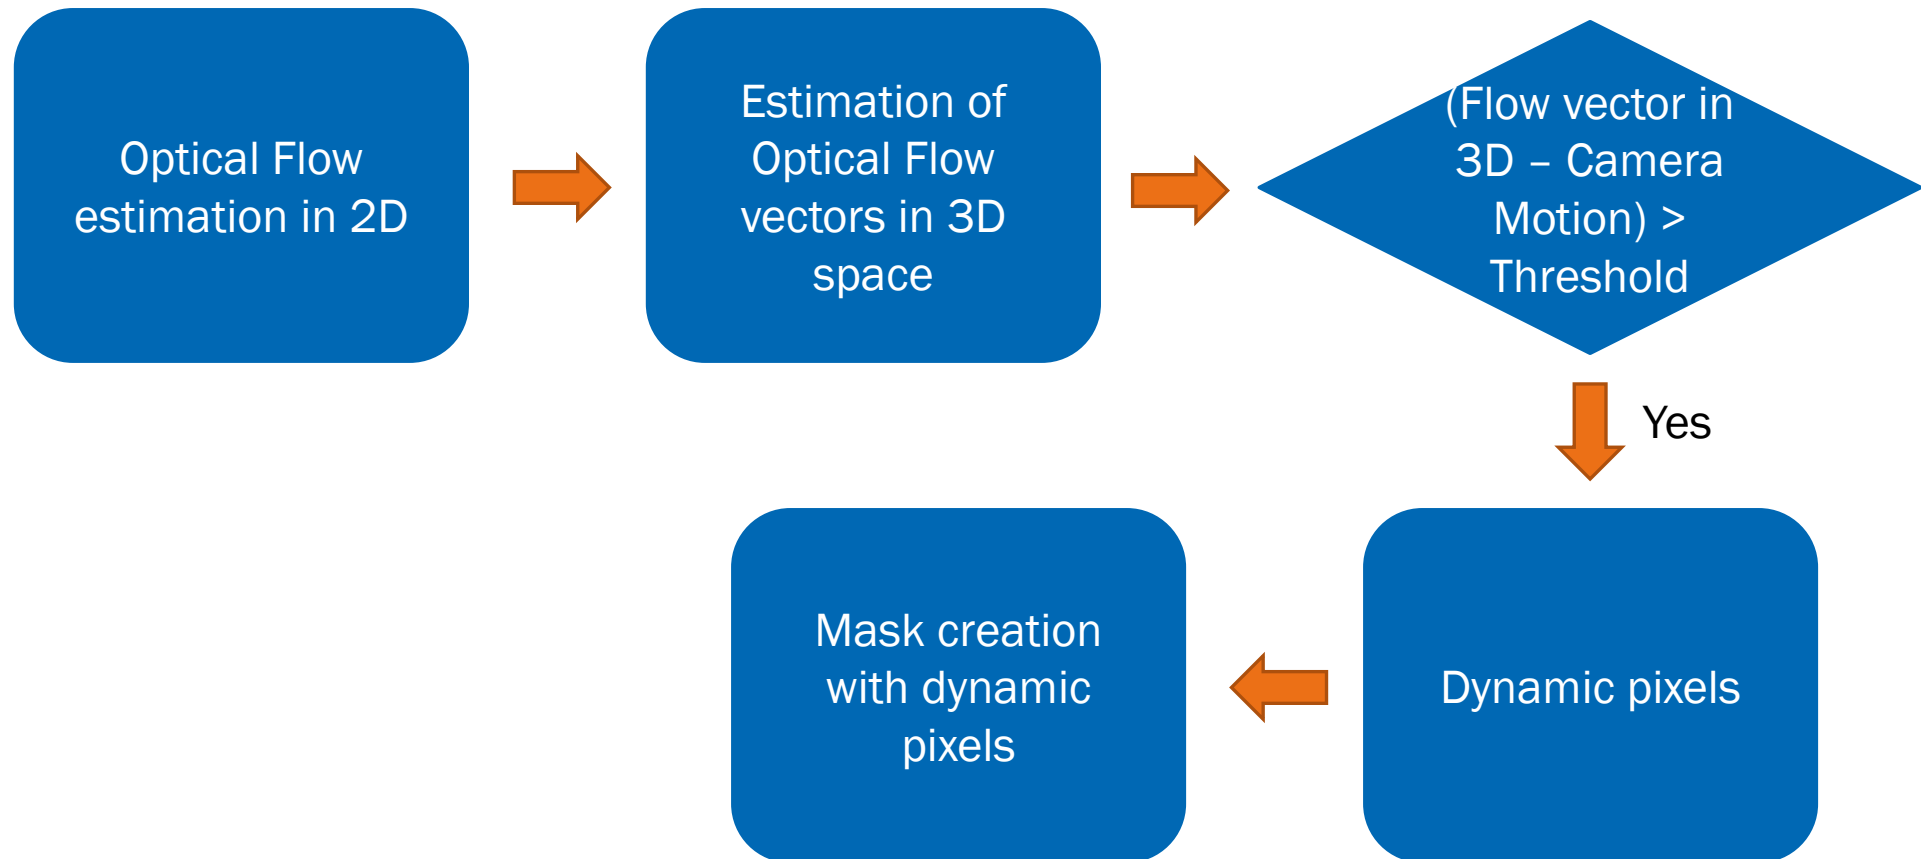 Optical Flow
estimation in 2D
Estimation of
Optical Flow
vectors in 3D
space
(Flow vector in
3D – Camera
Motion) >
Threshold
Yes
Dynamic pixels
Mask creation
with dynamic
pixels